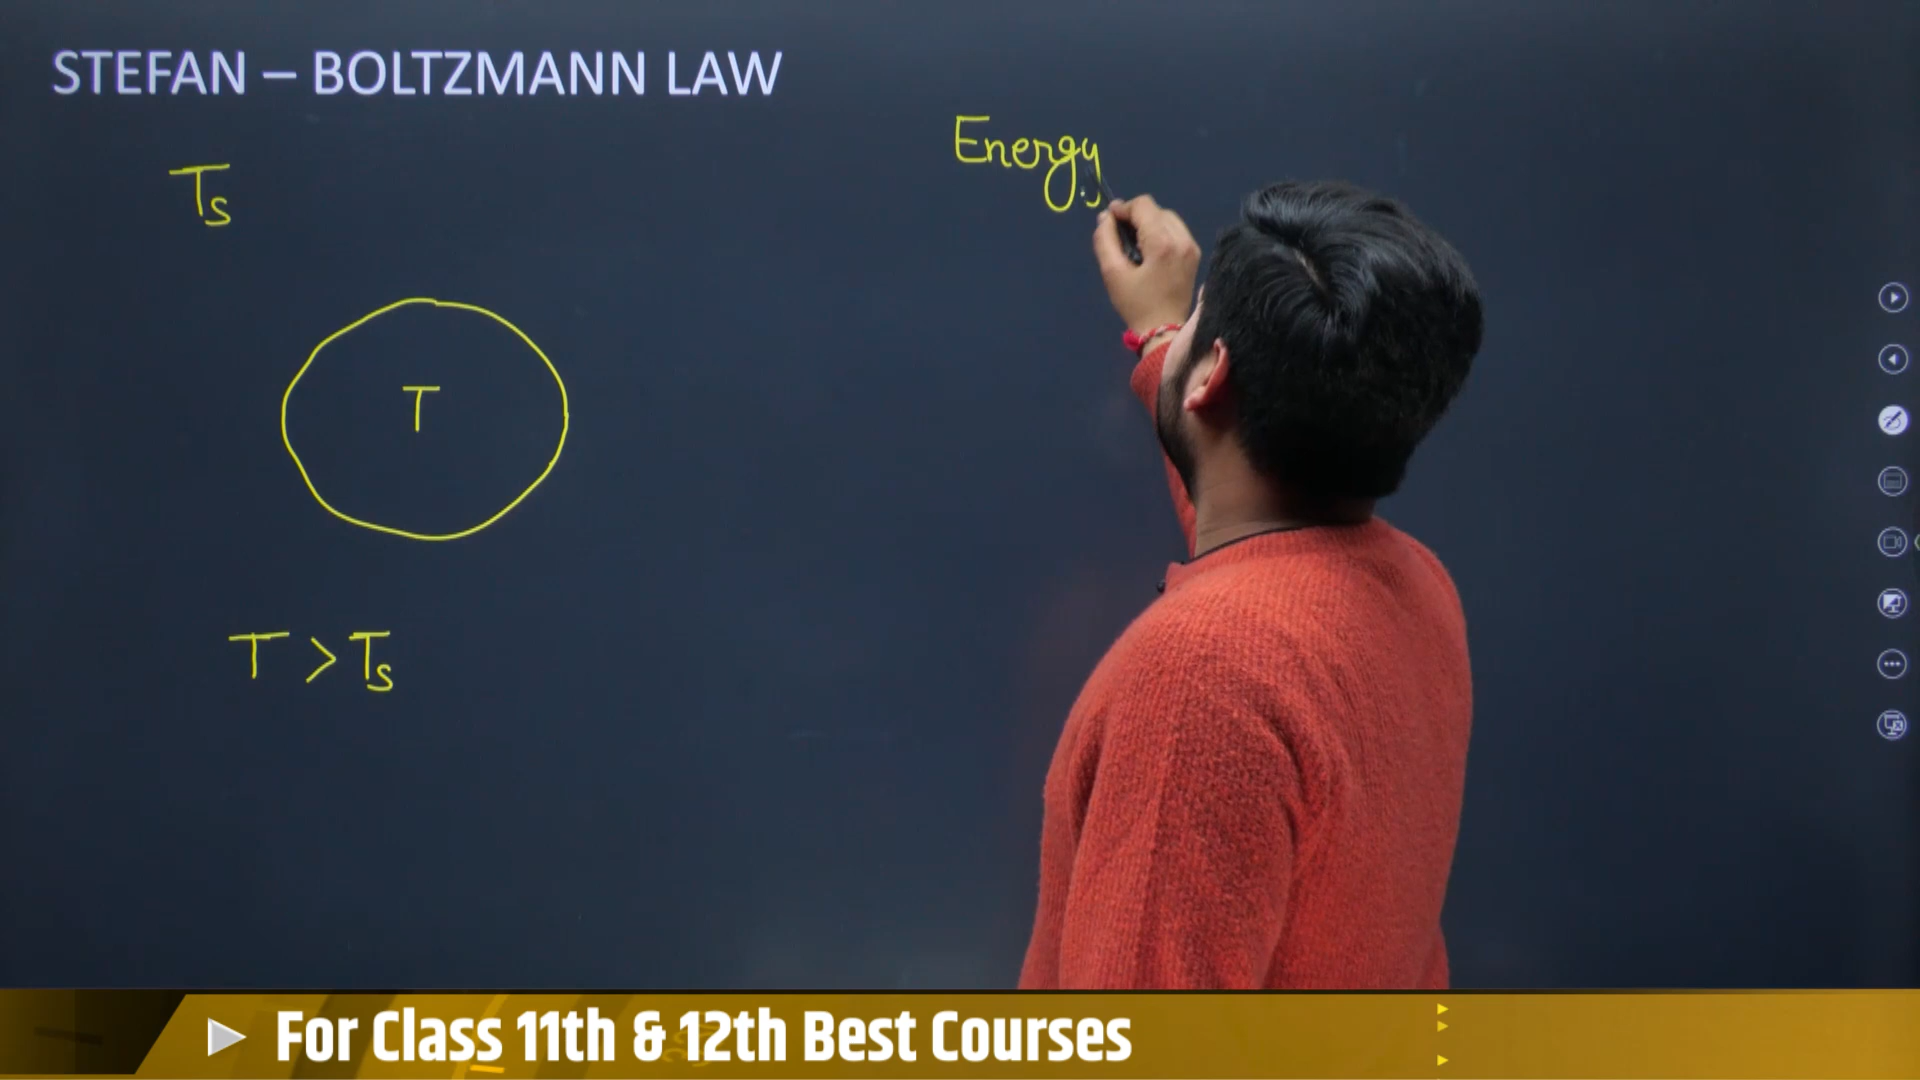 STEFAN – BOLTZMANN LAW
Energy
Ts
T
T > Ts
For Class 11th & 12th Best Courses